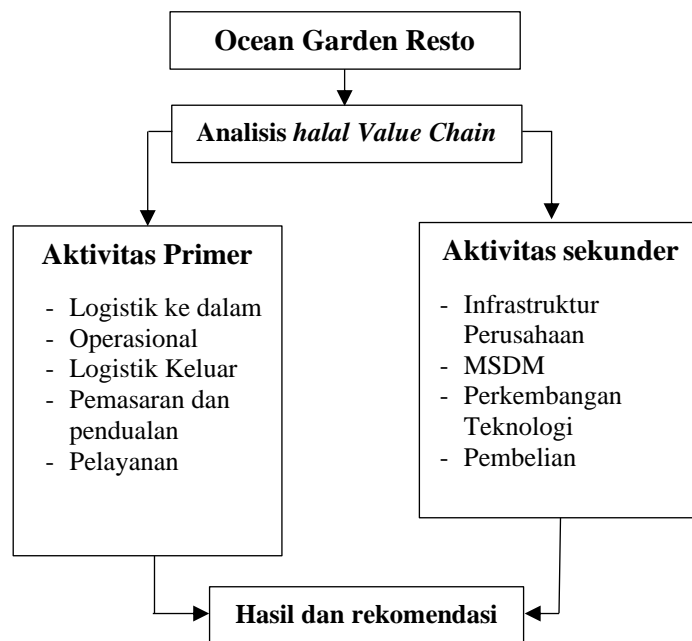 Ocean Garden Resto
Analisis halal Value Chain
Aktivitas Primer
- Logistik ke dalam
- Operasional
- Logistik Keluar
- Pemasaran dan
pendualan
- Pelayanan
Aktivitas sekunder
- Infrastruktur
Perusahaan
- MSDM
- Perkembangan
Teknologi
- Pembelian
Hasil dan rekomendasi